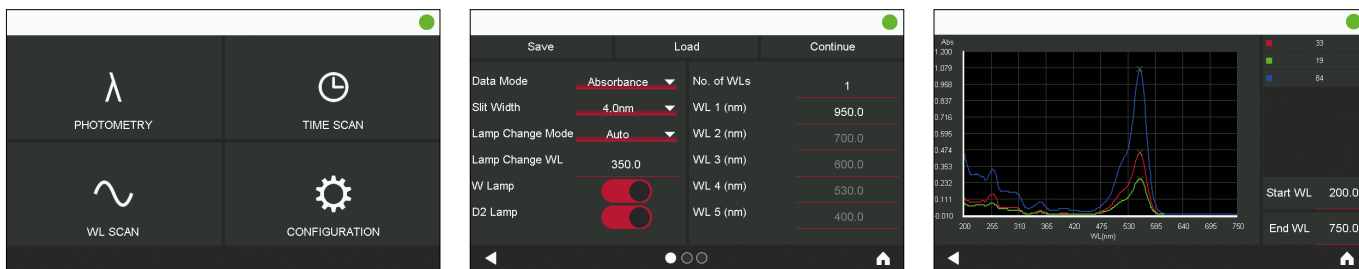 λ
PHOTOMETRY
TIME SCAN
WL SCAN
CONFIGURATION
Save Load Continue
Data Mode Absorbance No. of WLs 1
Slit Width 4.0nm WL 1 (nm) 950.0
Lamp Change Mode Auto WL 2 (nm) 700.0
Lamp Change WL 350.0 WL 3 (nm) 600.0
W Lamp WL 4 (nm) 530.0
D2 Lamp WL 5 (nm) 400.0
Abs
1.200
1.079
0.958
0.837
0.716
0.595
0.474
0.353
0.232
0.111
-0.010
200 255 310 365 420 475 530 585 640 695 750
WL(nm)
33
19
84
Start WL 200.0
End WL 750.0